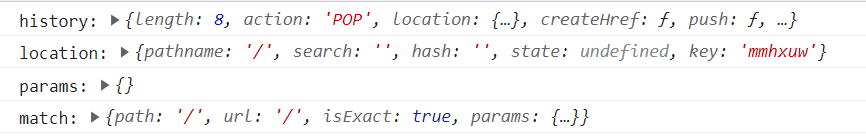 history: ▶{length: 8, action: 'POP', location: {…}, createHref: ƒ, push: ƒ, …}
location: ▶{pathname: '/', search: '', hash: '', state: undefined, key: 'mmhxuw'}
params: ▶{}
match: ▶{path: '/', url: '/', isExact: true, params: {…}}